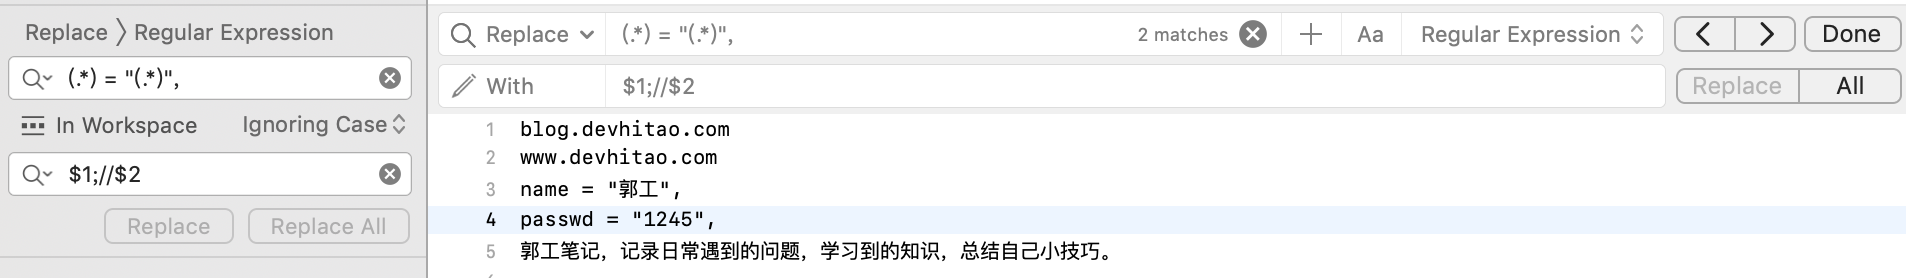 Replace 〉Regular Expression
(.*) = "(.*)",
In Workspace Ignoring Case
$1;//$2
Replace Replace All
Replace (.*) = "(.*)", 2 matches Aa Regular Expression Done
With $1;//$2 Replace All
1 blog.devhitao.com
2 www.devhitao.com
3 name = "郭工",
4 passwd = "1245",
5 郭工笔记，记录日常遇到的问题，学习到的知识，总结自己小技巧。